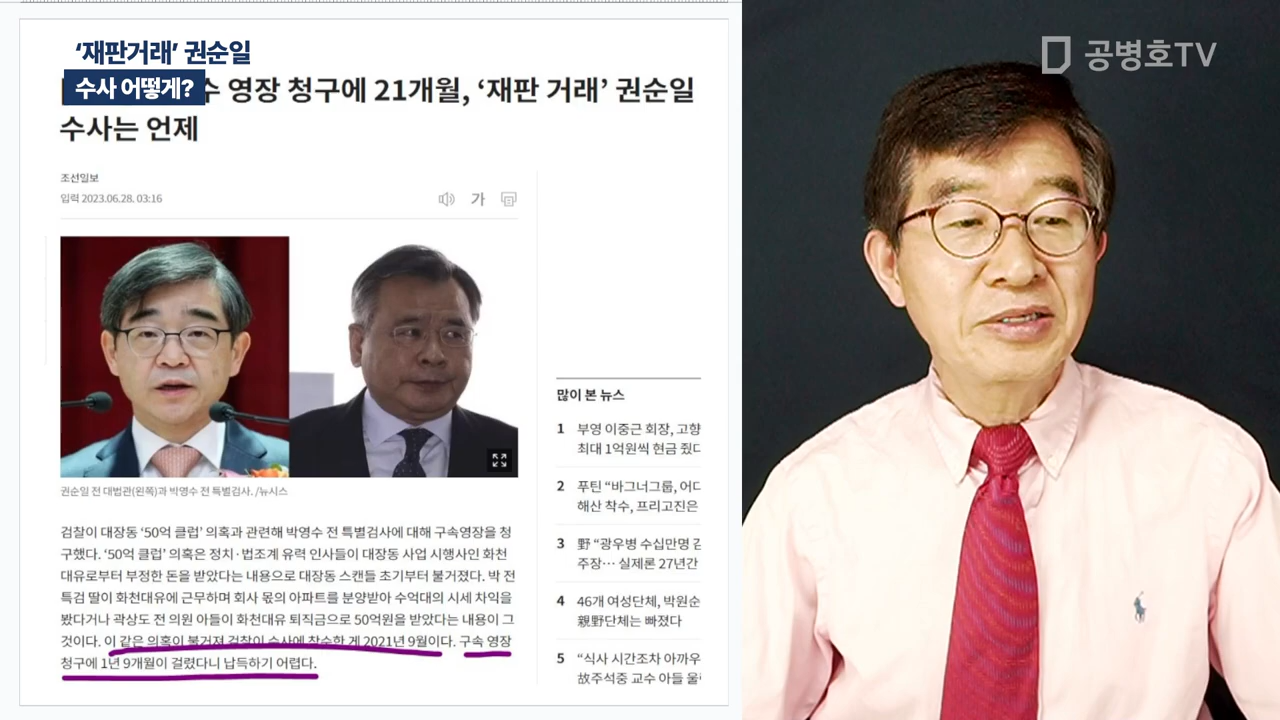 ‘재판거래’ 권순일
수사 어떻게?
수 영장 청구에 21개월, ‘재판 거래’ 권순일
수사는 언제
조선일보
입력 2023.06.28. 03:16
가
권순일 전 대법관(왼쪽)과 박영수 전 특별검사. /뉴시스
검찰이 대장동 ‘50억 클럽’ 의혹과 관련해 박영수 전 특별검사에 대해 구속영장을 청
구했다. ‘50억 클럽’ 의혹은 정치·법조계 유력 인사들이 대장동 사업 시행사인 화천
대유로부터 부정한 돈을 받았다는 내용으로 대장동 스캔들 초기부터 불거졌다. 박 전
특검 딸이 화천대유에 근무하며 회사 몫의 아파트를 분양받아 수억대의 시세 차익을
봤다거나 곽상도 전 의원 아들이 화천대유 퇴직금으로 50억원을 받았다는 내용이 그
것이다. 이 같은 의혹이 불거져 검찰이 수사에 착수한 게 2021년 9월이다. 구속 영장
청구에 1년 9개월이 걸렸다니 납득하기 어렵다.
많이 본 뉴스
1 부영 이중근 회장, 고향
최대 1억원씩 현금 줬다
2 푸틴 “바그너그룹, 어디
해산 착수, 프리고진은
3 野 “광우병 수십만명 감
주장… 실제론 27년간
4 46개 여성단체, 박원순
親野단체는 빠졌다
5 “식사 시간조차 아까우
故주석중 교수 아들 울
공병호TV